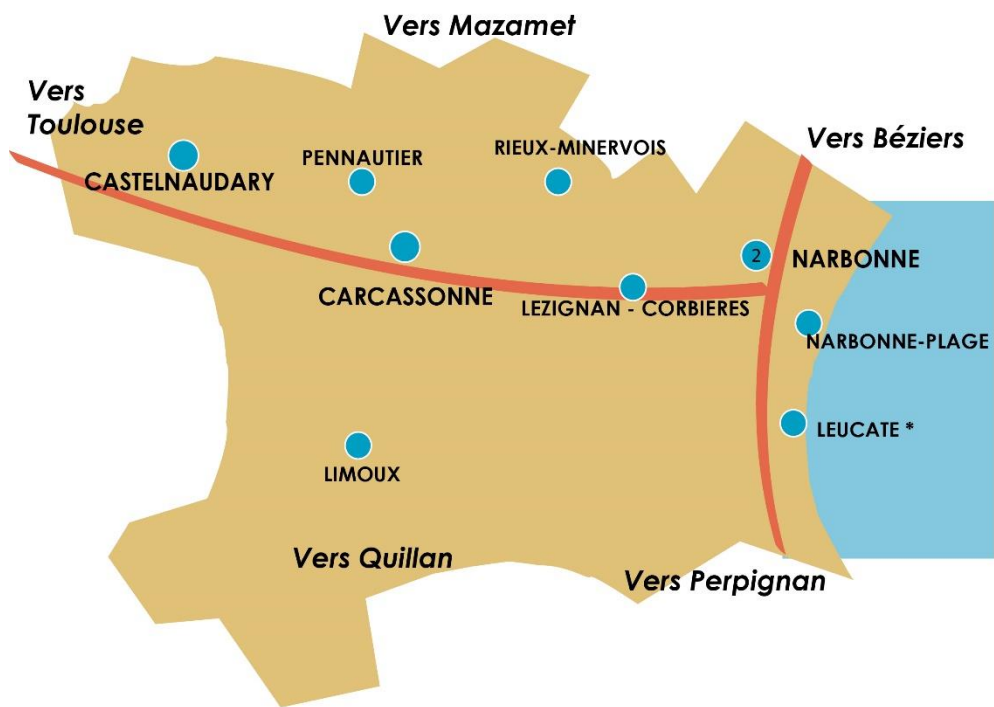 Vers Mazamet
Vers
Toulouse
Vers Béziers
RIEUX-MINERVOIS
PENNAUTIER
CASTELNAUDARY
2
NARBONNE
CARCASSONNE
LEZIGNAN - CORBIERES
NARBONNE-PLAGE
LEUCATE *
LIMOUX
Vers Quillan
Vers Perpignan